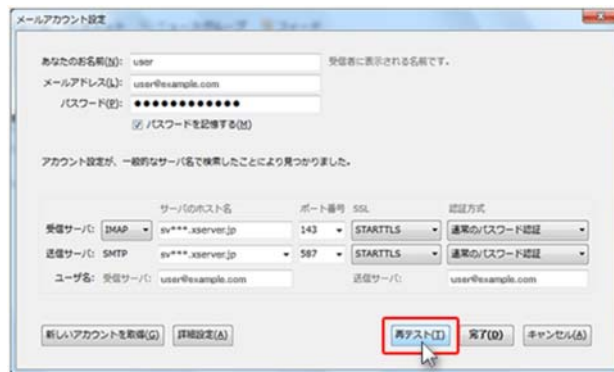 メールアカウント設定
あなたのお名前(N): user 受信者に表示される名前です。
メールアドレス(L): user@example.com
パスワード(P): ●●●●●●●●●●●●
パスワードを記憶する(M)
アカウント設定が、一般的なサーバ名で検索したことにより見つかりました。
サーバのホスト名 ポート番号 SSL 認証方式
受信サーバ: IMAP sv***.xserver.jp 143 STARTTLS 通常のパスワード認証
送信サーバ: SMTP sv***.xserver.jp 587 STARTTLS 通常のパスワード認証
ユーザ名: 受信サーバ: user@example.com 送信サーバ: user@example.com
新しいアカウントを取得(G) 詳細設定(A) 再テスト(T) 完了(D) キャンセル(A)